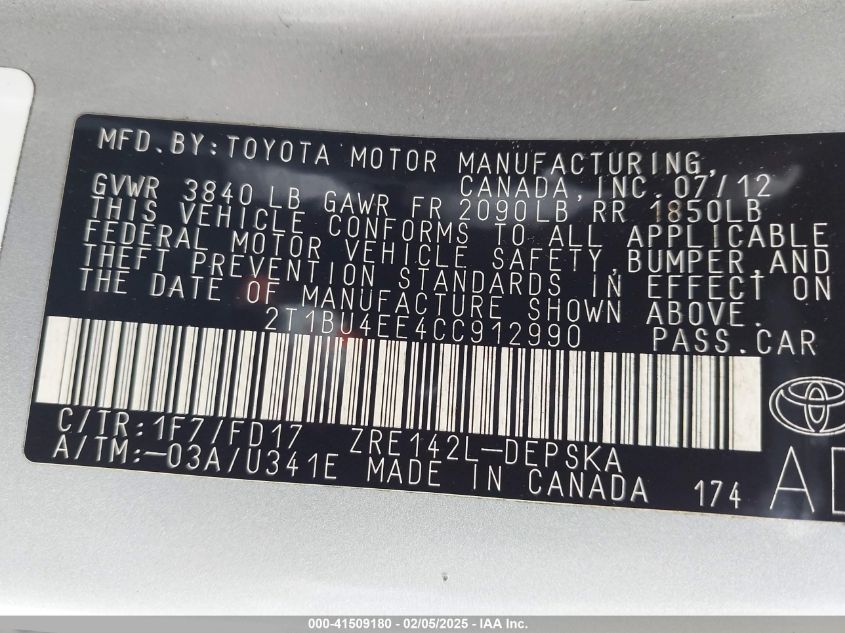 MFD.BY:TOYOTA MOTOR MANUFACTURING,
CANADA,INC.07/12
GVWR 3840 LB GAWR FR 2090LB RR 1850LB
THIS VEHICLE CONFORMS TO ALL APPLICABLE
FEDERAL MOTOR VEHICLE SAFETY,BUMPER,AND
THEFT PREVENTION STANDARDS IN EFFECT ON
THE DATE OF MANUFACTURE SHOWN ABOVE.
2T1BU4EE4CC912990 PASS.CAR
C/TR:1F7/FD17 ZRE142L-DEPSKA
A/TM:-03A/U341E MADE IN CANADA 174
000-41509180 - 02/05/2025 - IAA Inc.